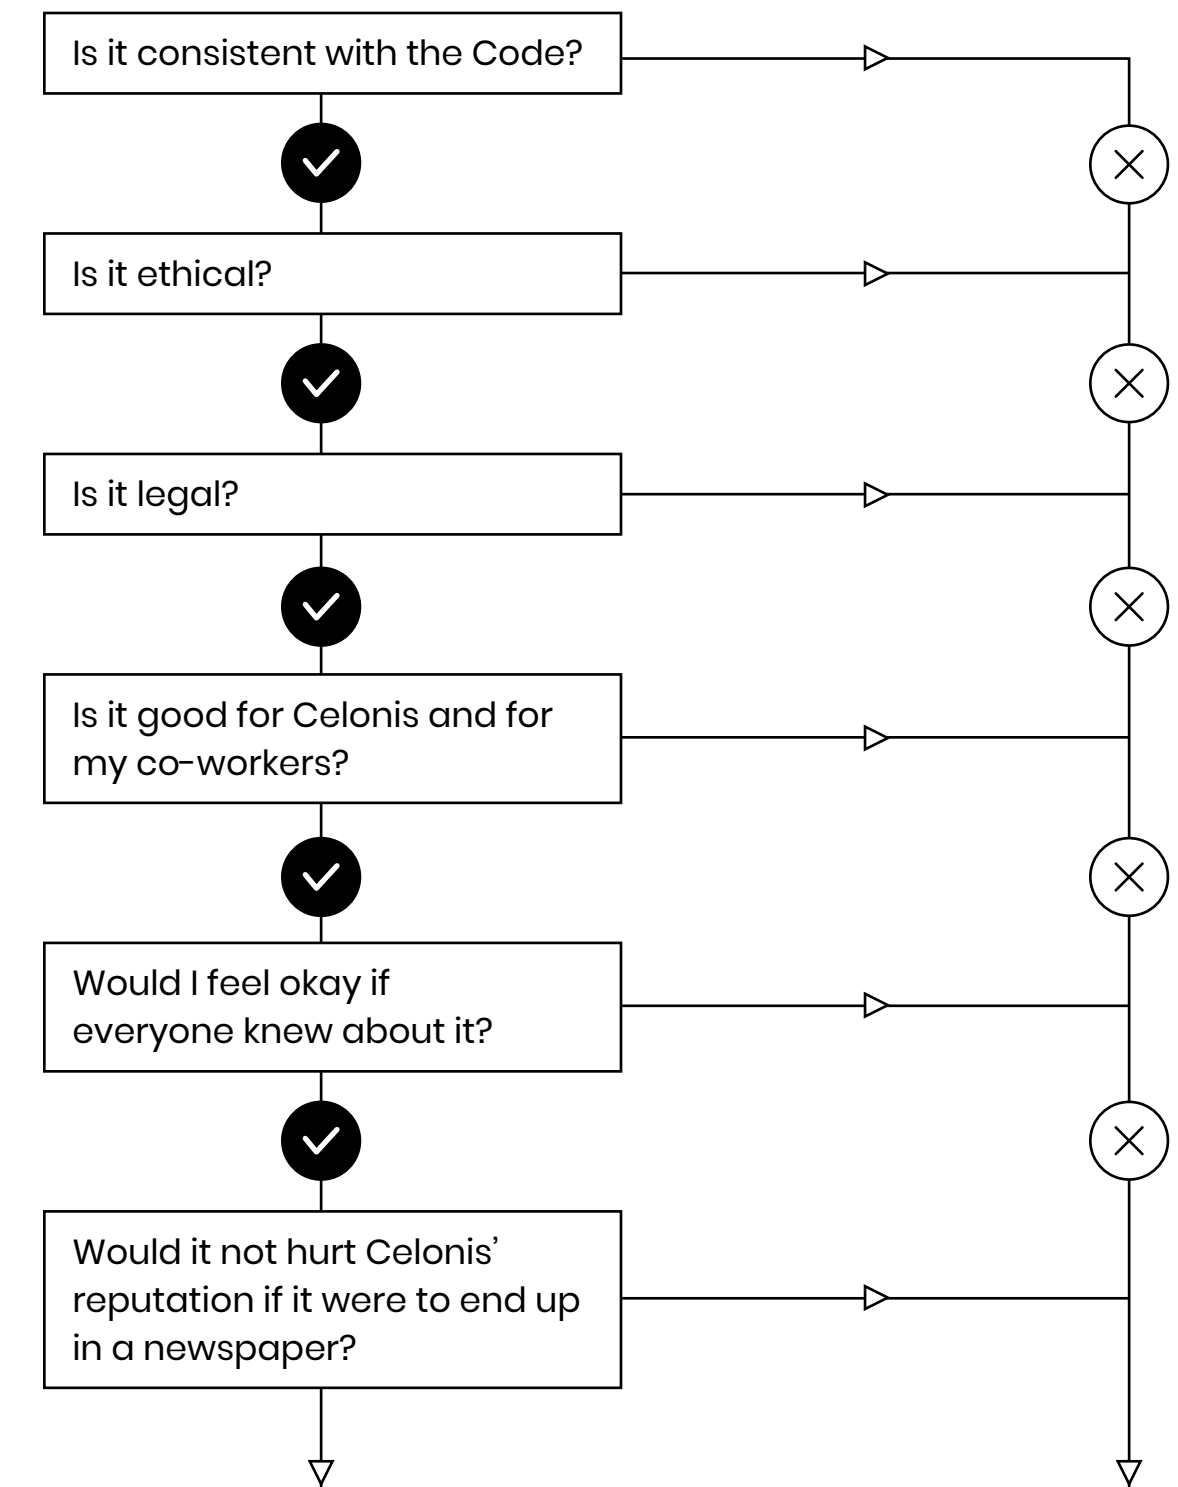 Is it consistent with the Code?
Is it ethical?
Is it legal?
Is it good for Celonis and for
my co-workers?
Would I feel okay if
everyone knew about it?
Would it not hurt Celonis’
reputation if it were to end up
in a newspaper?